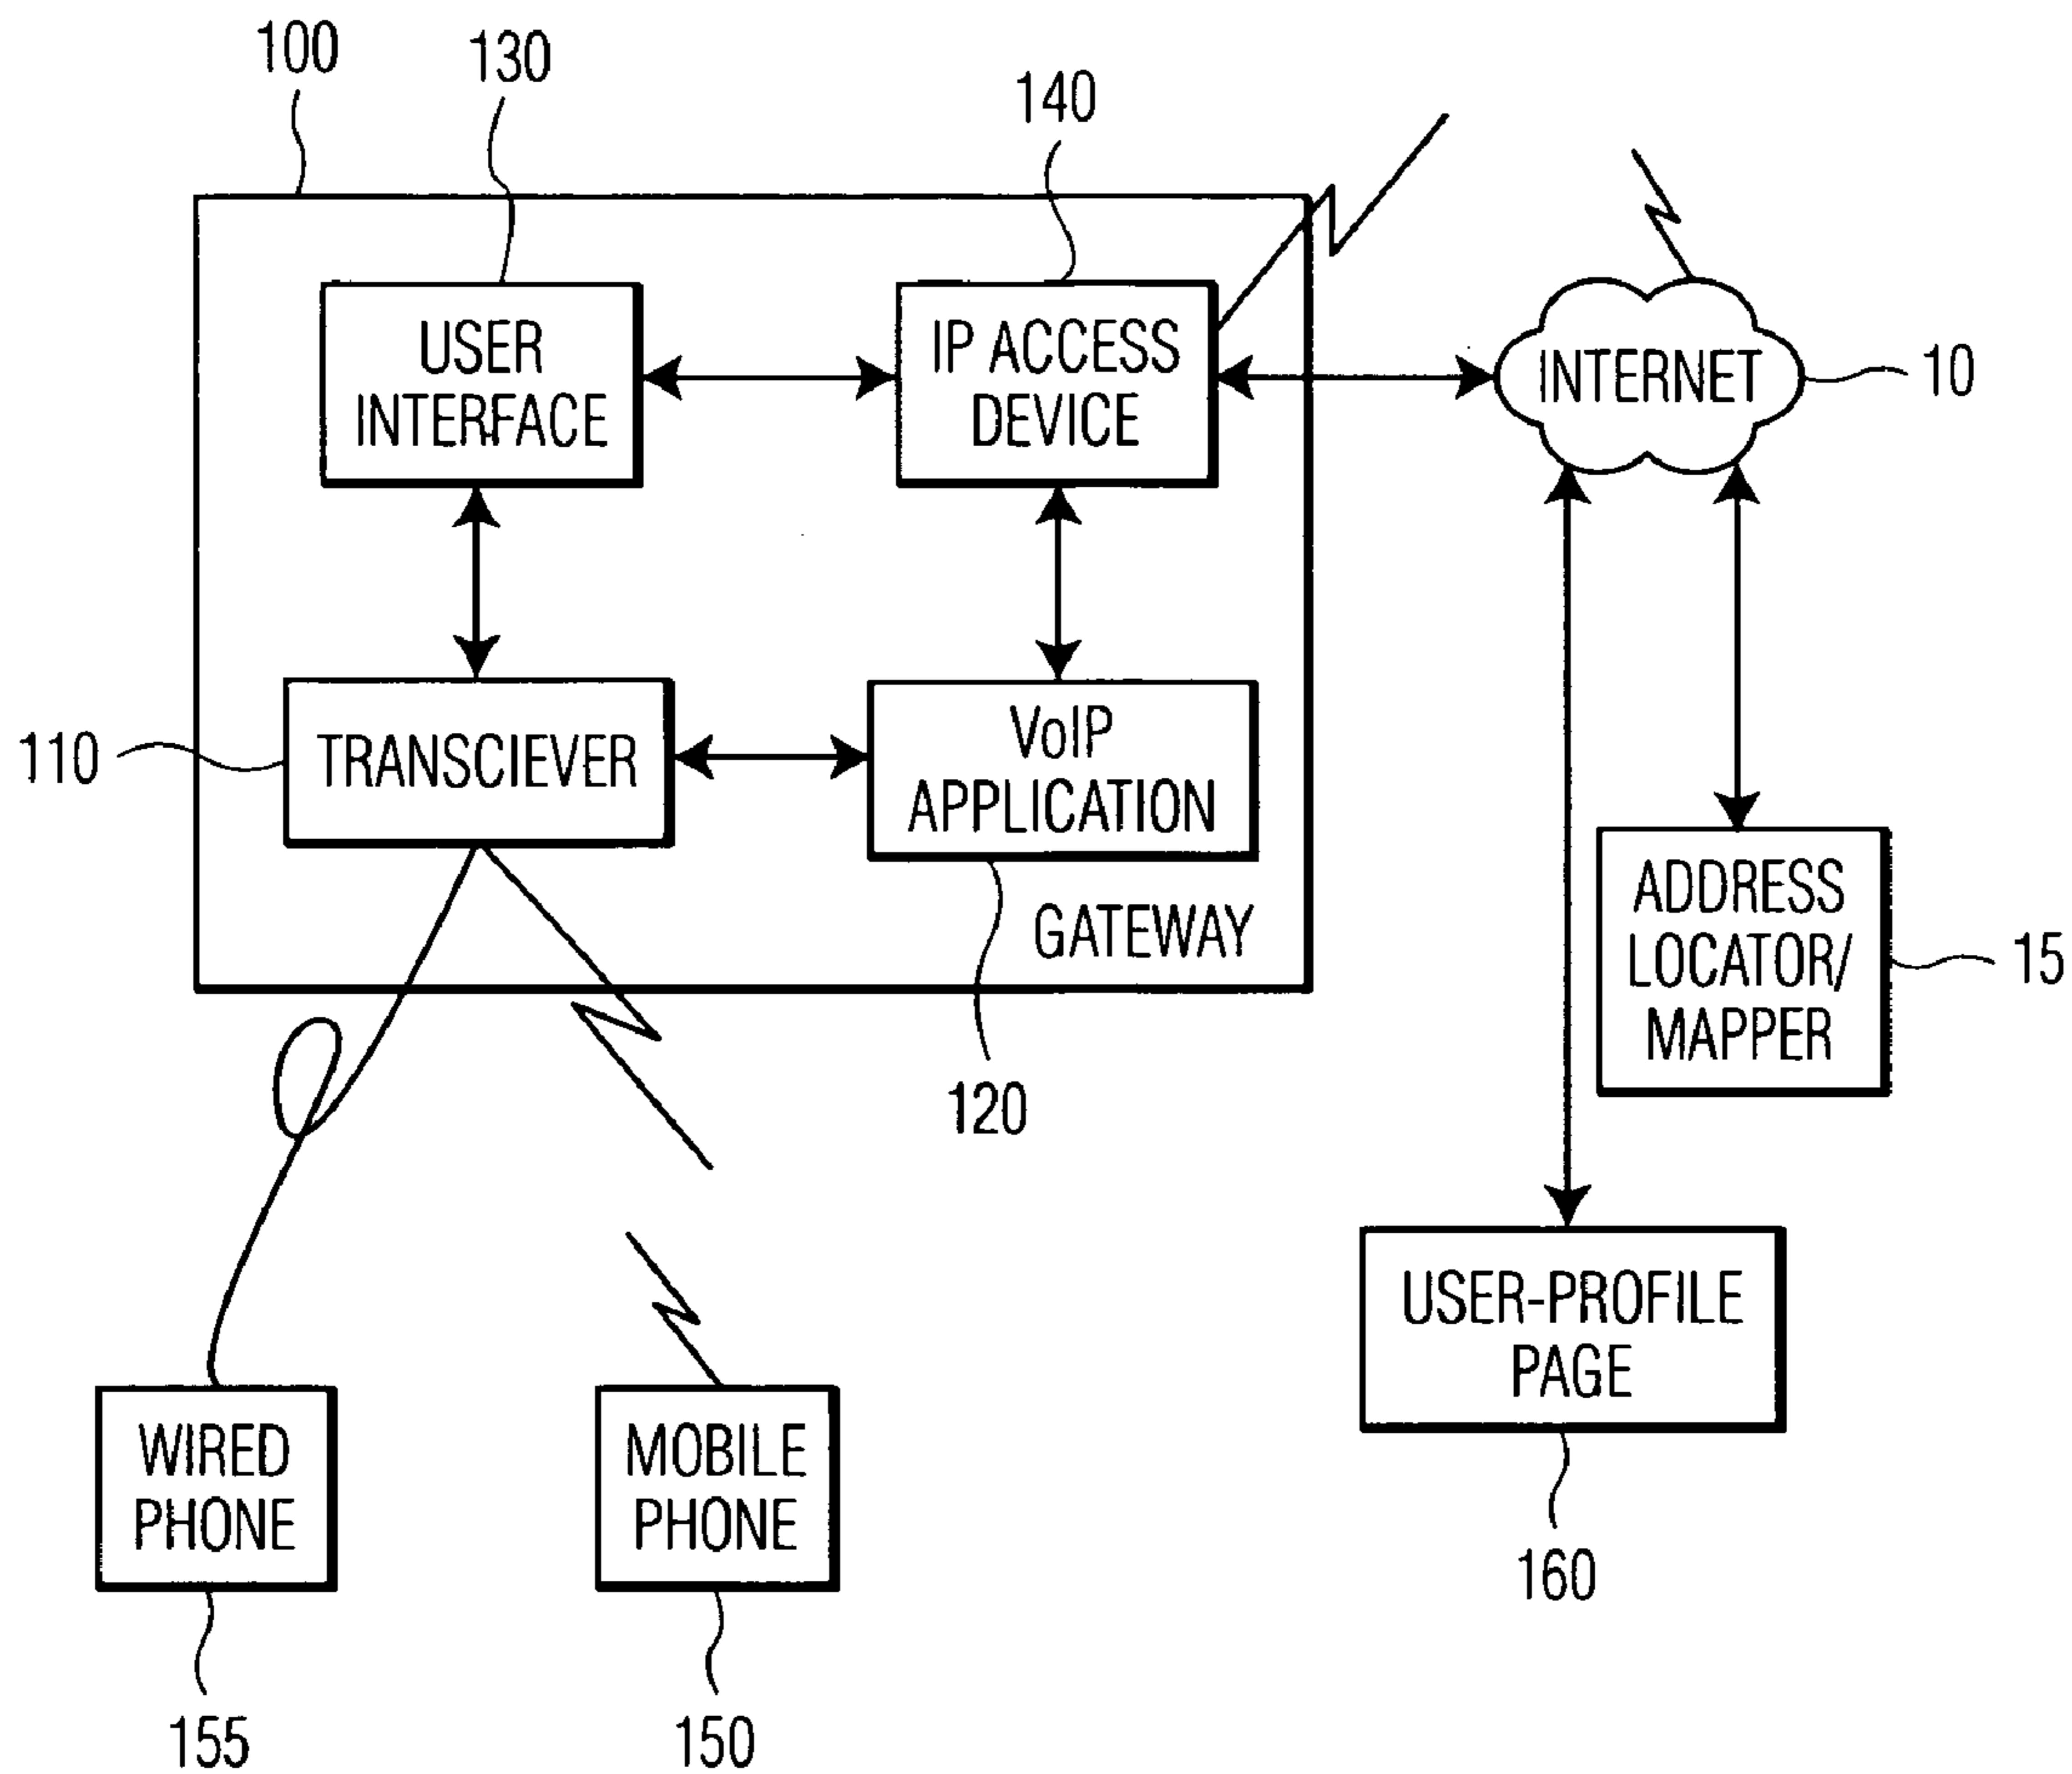 100
130
140
USER
INTERFACE
IP ACCESS
DEVICE
INTERNET
10
110
TRANSCIEVER
VoIP
APPLICATION
GATEWAY
120
ADDRESS
LOCATOR/
MAPPER
15
USER-PROFILE
PAGE
160
WIRED
PHONE
155
MOBILE
PHONE
150